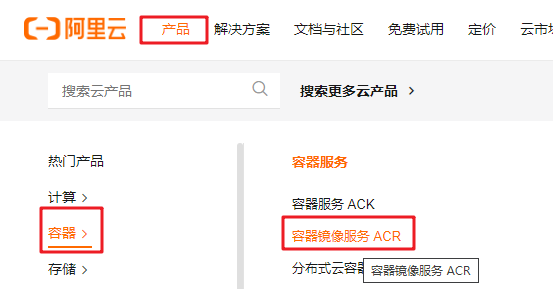 阿里云 产品 解决方案 文档与社区 免费试用 定价 云市
搜索云产品 搜索更多云产品
热门产品
计算
容器
存储
容器服务
容器服务 ACK
容器镜像服务 ACR
分布式云容
容器镜像服务 ACR